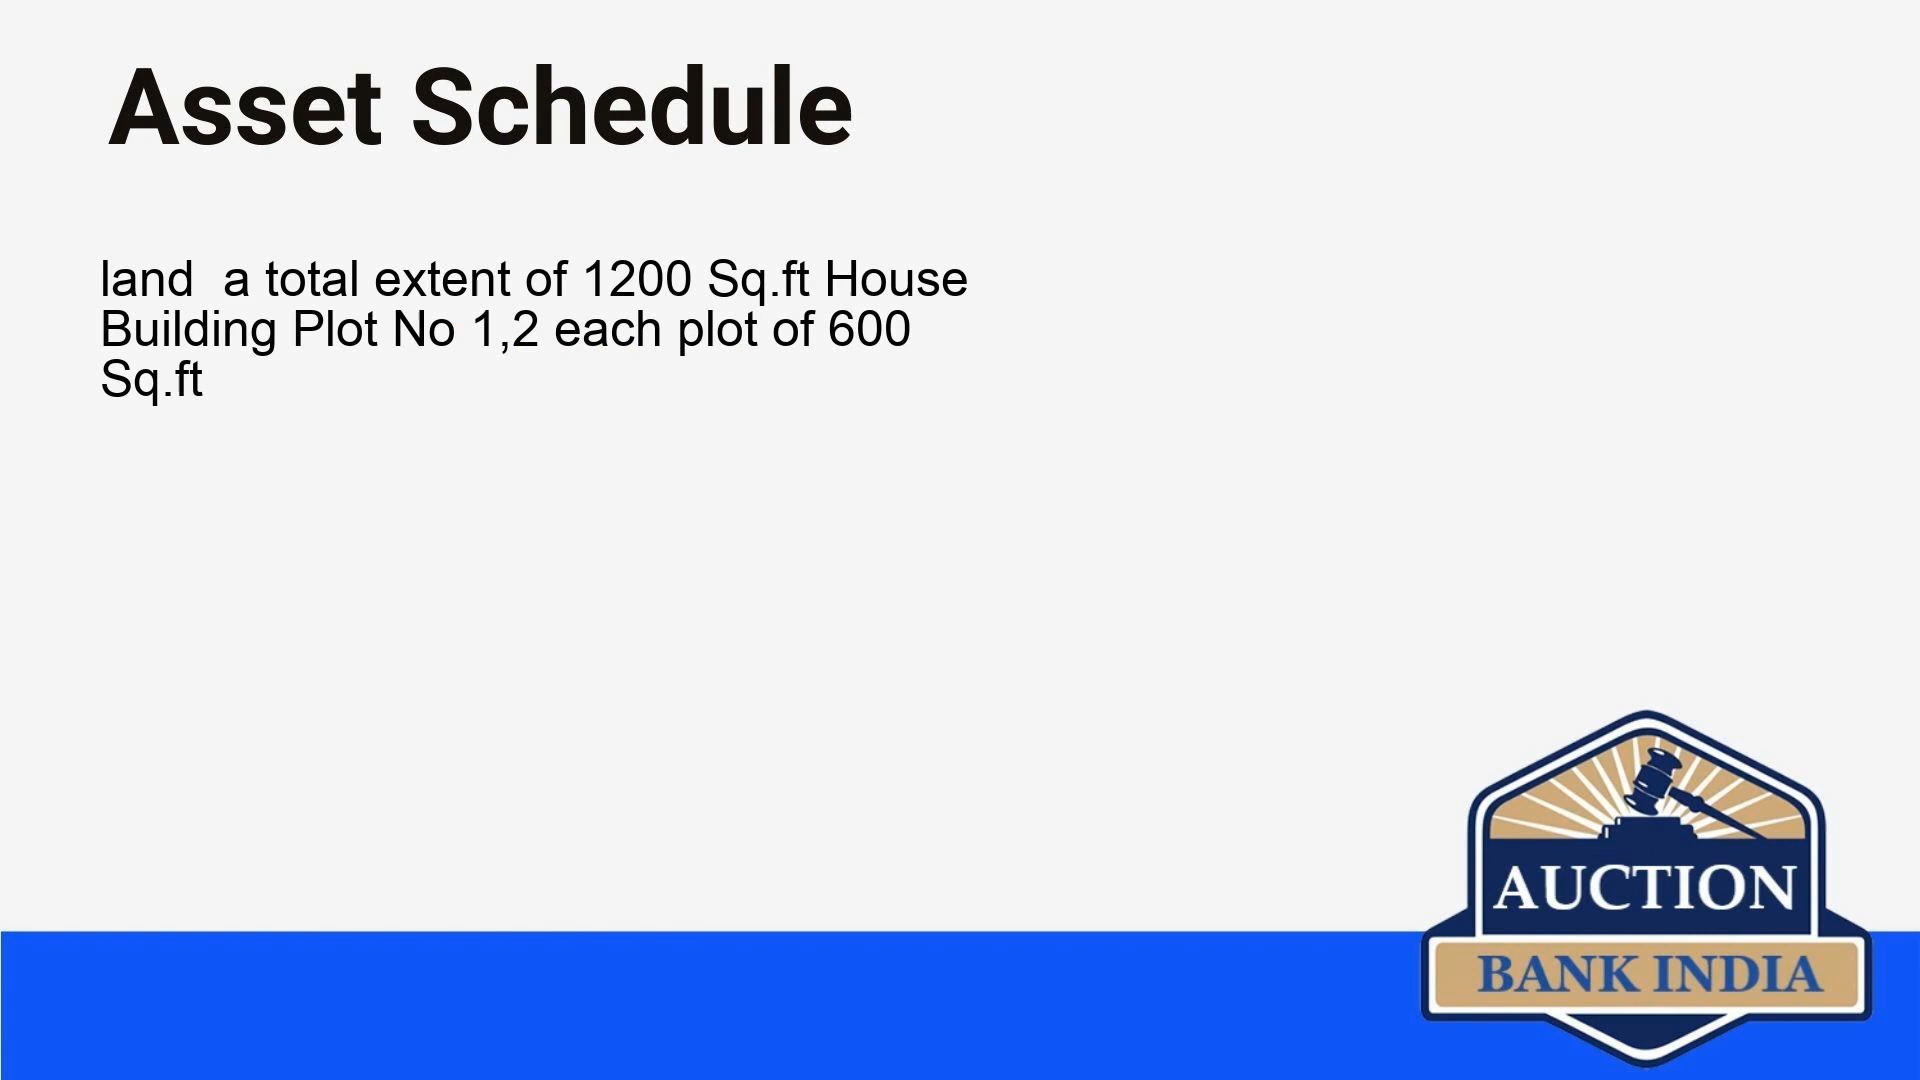 Asset Schedule
land  a total extent of 1200 Sq.ft House
Building Plot No 1,2 each plot of 600
Sq.ft
AUCTION
BANK INDIA